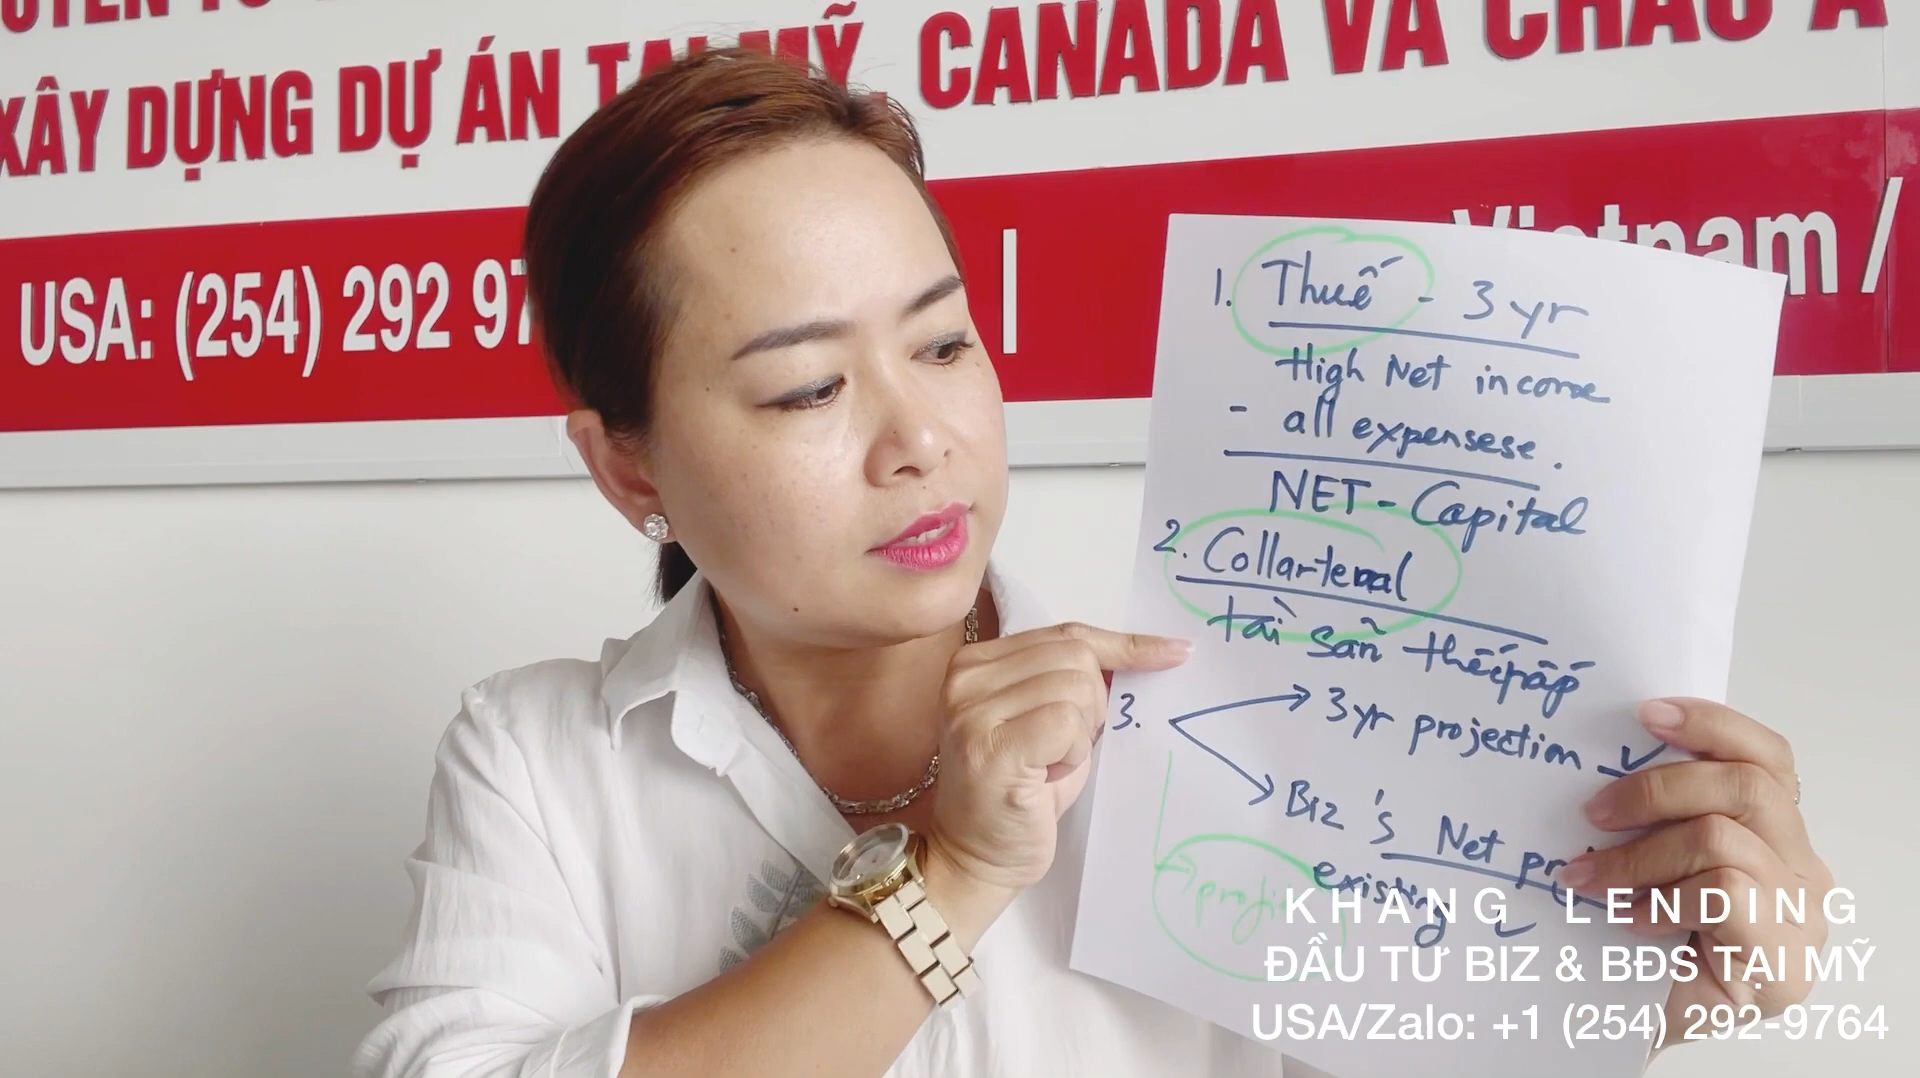 XÂY DỰNG DỰ ÁN TẠI MỸ, CANADA VÀ CHÂU Á
USA: (254) 292 97
|
Vietnam /
1. Thuế - 3 yr
High Net income
- all expensese.
NET - Capital
2. Collarteral
tài sản thế
3.
3yr projection
Biz's Net
existing
KHANG LENDING
ĐẦU TƯ BIZ & BĐS TẠI MỸ
USA/Zalo: +1 (254) 292-9764